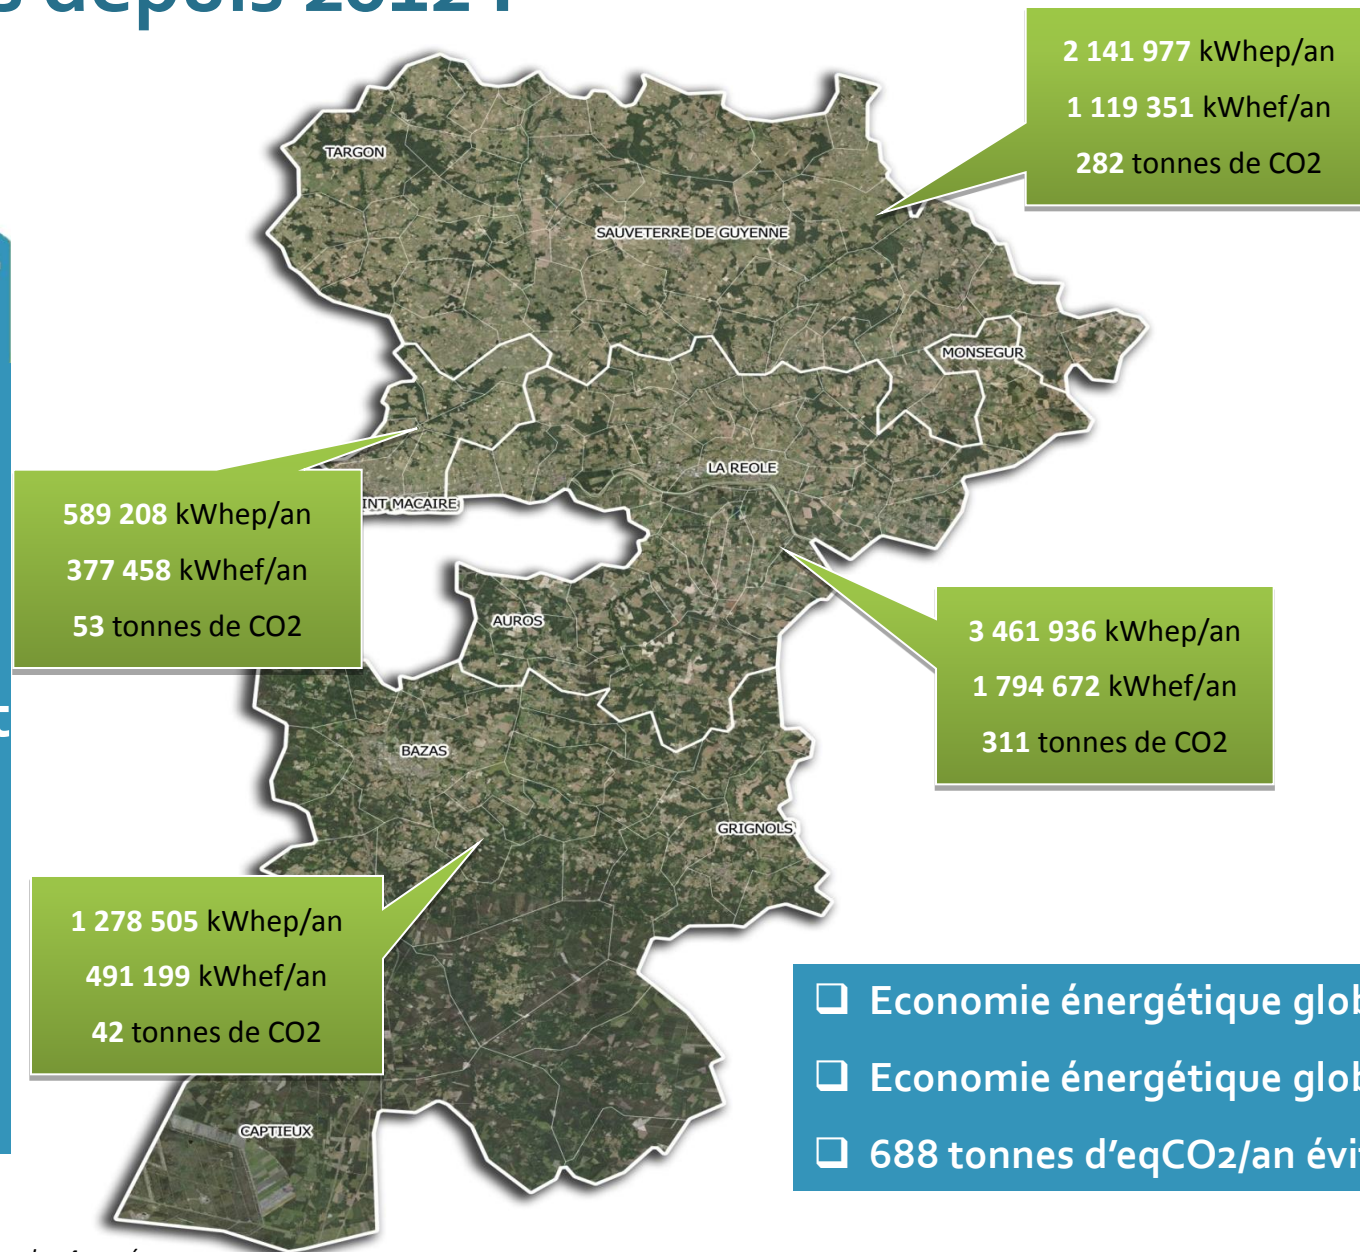 s depuis 2012 :
2 141 977 kWhep/an
1 119 351 kWhef/an
282 tonnes de CO2
TARGON
SAUVETERRE DE GUYENNE
MONSEGUR
LA REOLE
INT MACAIRE
589 208 kWhep/an
377 458 kWhef/an
53 tonnes de CO2
AUROS
3 461 936 kWhep/an
1 794 672 kWhef/an
311 tonnes de CO2
t
BAZAS
GRIGNOLS
1 278 505 kWhep/an
491 199 kWhef/an
42 tonnes de CO2
❑ Economie énergétique glob
❑ Economie énergétique glob
❑ 688 tonnes d’eqCO2/an évit
CAPTIEUX